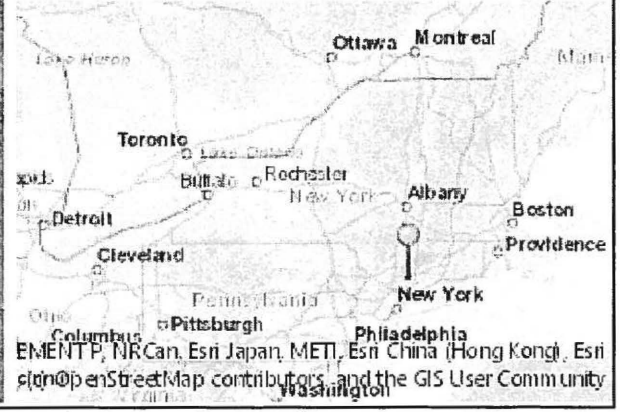 Ottawa Montreal
Lake Huron
Toronto
Buffalo Rochester
New York
Albany
Detroit
Boston
Cleveland
Providence
Pennsylvania
New York
Ohio
Columbus
Pittsburgh
Philadelphia
EMENT P, NRCan, Esri Japan, METI, Esri China (Hong Kong), Esri
OpenStreetMap contributors, and the GIS User Community
Washington